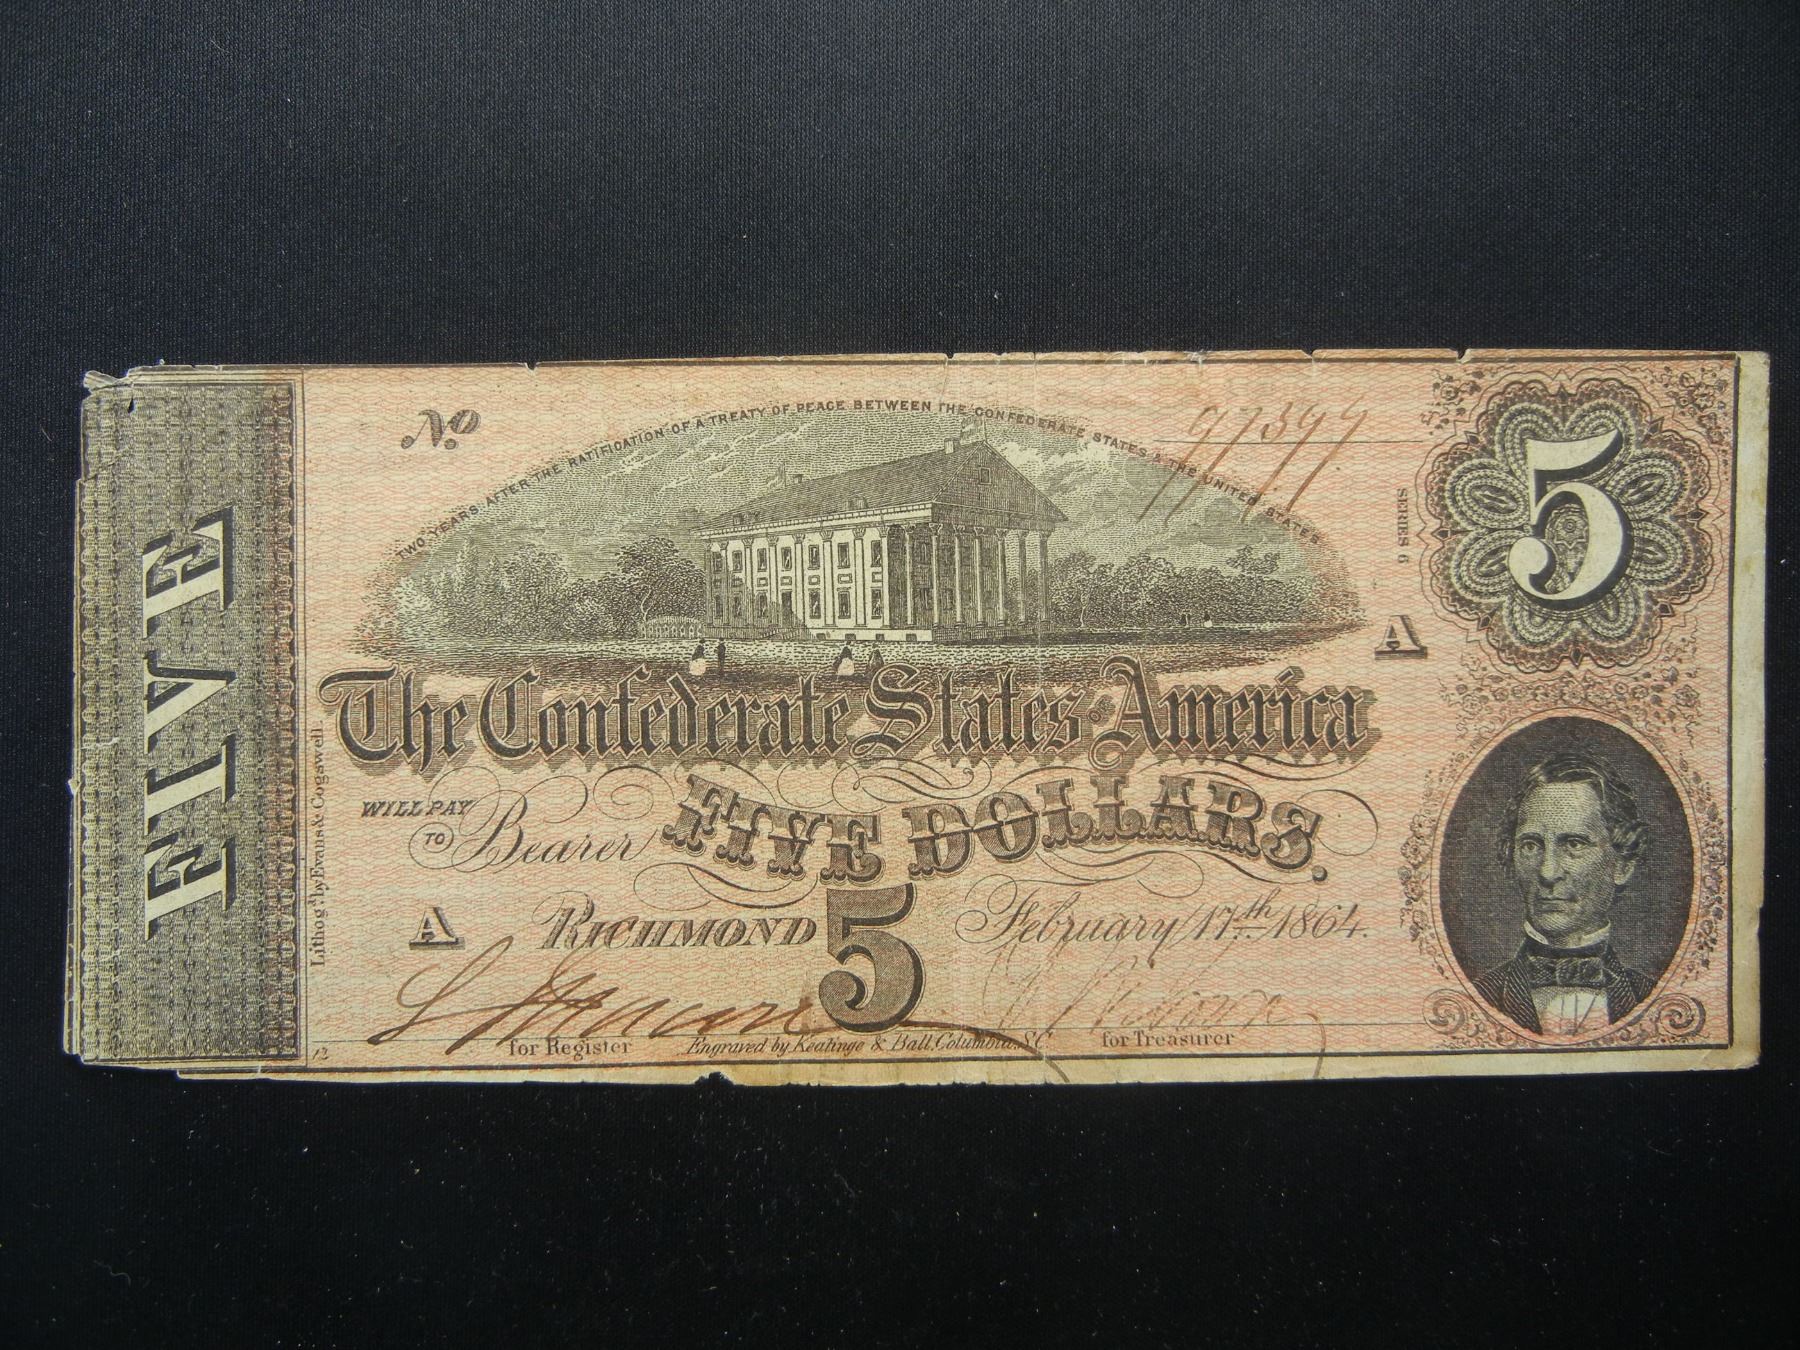 No
97399
TWO YEARS AFTER THE RATIFICATION OF A TREATY OF PEACE BETWEEN THE CONFEDERATE STATES & THE UNITED STATES
SERIES 6
5
A
FIVE
The Confederate States of America
WILL PAY
TO
Bearer
FIVE DOLLARS.
A
RICHMOND
5
February 17th 1864.
for Register
Engraved by Keatinge & Ball, Columbia, S.C.
for Treasurer
12
Lithog'd by Evans & Cogswell